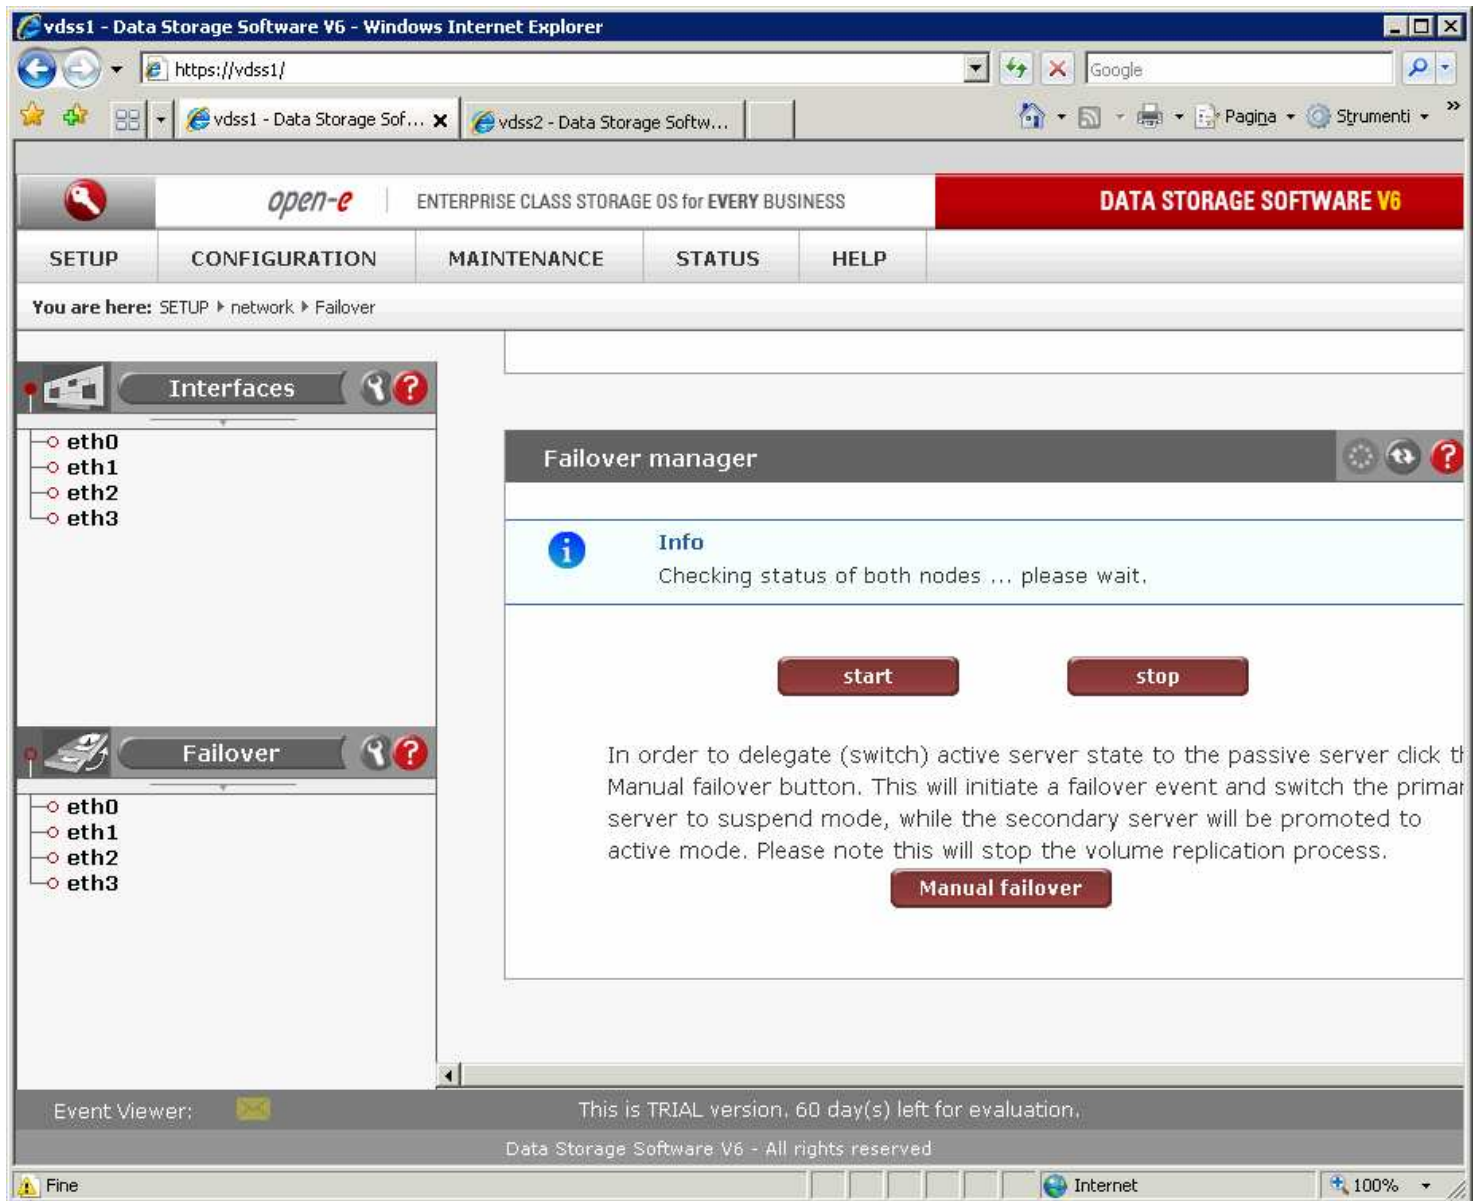 vdss1 - Data Storage Software V6 - Windows Internet Explorer
https://vdss1/
Google
vdss1 - Data Storage Sof...
vdss2 - Data Storage Softw...
Pagina
Strumenti
open-e
ENTERPRISE CLASS STORAGE OS for EVERY BUSINESS
DATA STORAGE SOFTWARE V6
SETUP CONFIGURATION MAINTENANCE STATUS HELP
You are here: SETUP network Failover
Interfaces
eth0
eth1
eth2
eth3
Failover
eth0
eth1
eth2
eth3
Failover manager
Info
Checking status of both nodes ... please wait.
start
stop
In order to delegate (switch) active server state to the passive server click th
Manual failover button. This will initiate a failover event and switch the primar
server to suspend mode, while the secondary server will be promoted to
active mode. Please note this will stop the volume replication process.
Manual failover
Event Viewer:
This is TRIAL version. 60 day(s) left for evaluation.
Data Storage Software V6 - All rights reserved
Fine
Internet
100%